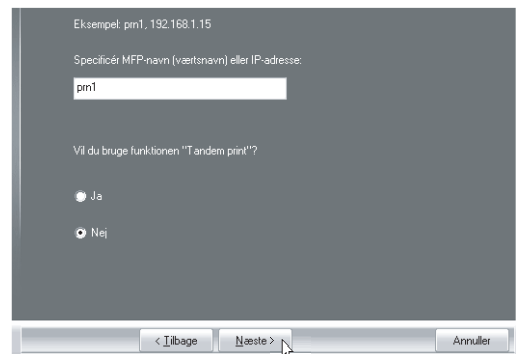 Eksempel: prn1, 192.168.1.15
Specificér MFP-navn (værtsnavn) eller IP-adresse:
prn1
Vil du bruge funktionen "Tandem print"?
Ja
Nej
< Tilbage
Næste >
Annuller